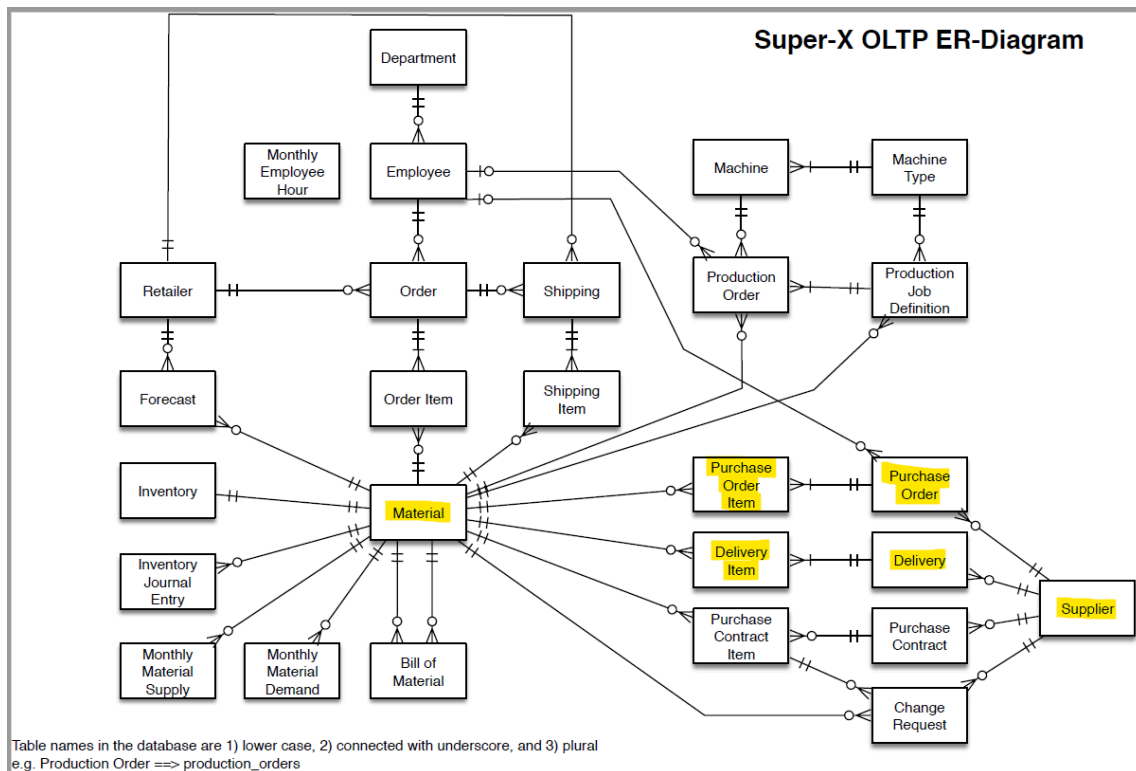 Super-X OLTP ER-Diagram
Department
Monthly
Employee
Hour
Employee
Machine
Machine
Type
Retailer
Order
Shipping
Production
Order
Production
Job
Definition
Forecast
Order Item
Shipping
Item
Inventory
Material
Purchase
Order
Item
Purchase
Order
Inventory
Journal
Entry
Delivery
Item
Delivery
Supplier
Monthly
Material
Supply
Monthly
Material
Demand
Bill of
Material
Purchase
Contract
Item
Purchase
Contract
Change
Request
Table names in the database are 1) lower case, 2) connected with underscore, and 3) plural
e.g. Production Order ==> production_orders